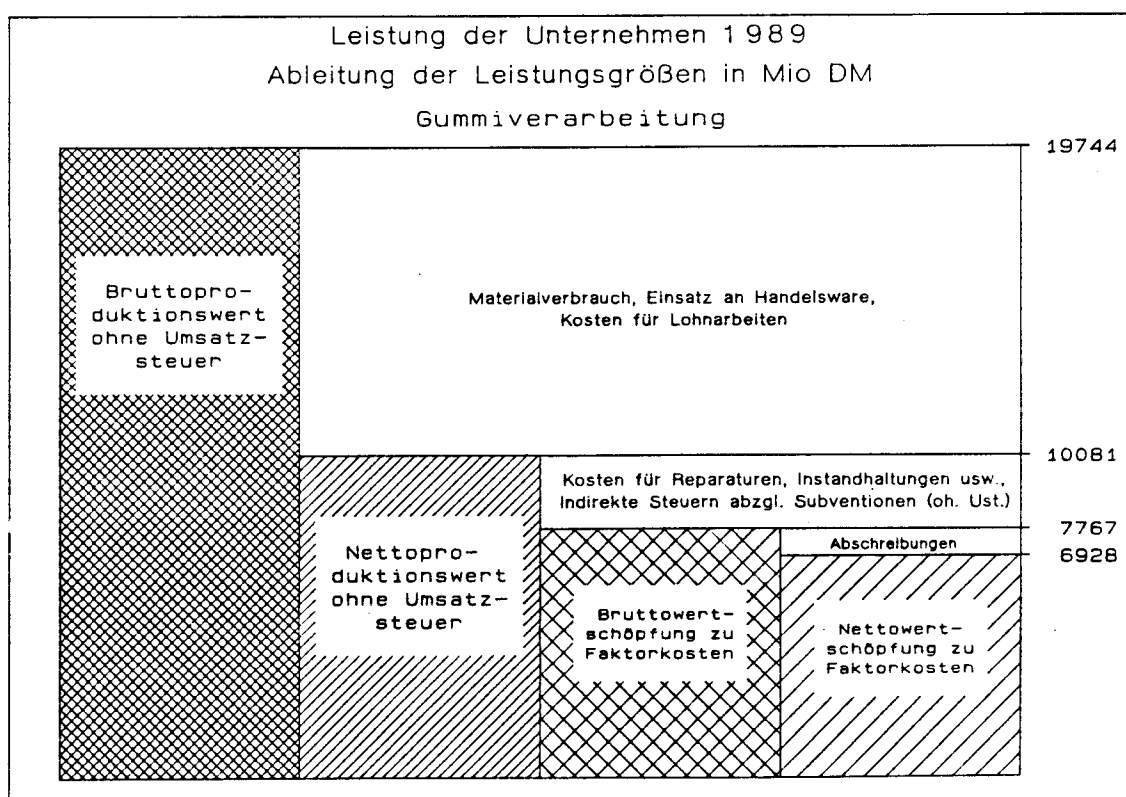 Leistung der Unternehmen 1989
Ableitung der Leistungsgrößen in Mio DM
Gummiverarbeitung
19744
Bruttopro-
duktionswert
ohne Umsatz-
steuer
Materialverbrauch, Einsatz an Handelsware,
Kosten für Lohnarbeiten
10081
Kosten für Reparaturen, Instandhaltungen usw.,
Indirekte Steuern abzgl. Subventionen (oh. Ust.)
7767
Abschreibungen
6928
Nettopro-
duktionswert
ohne Umsatz-
steuer
Bruttowert-
schöpfung zu
Faktorkosten
Nettowert-
schöpfung zu
Faktorkosten